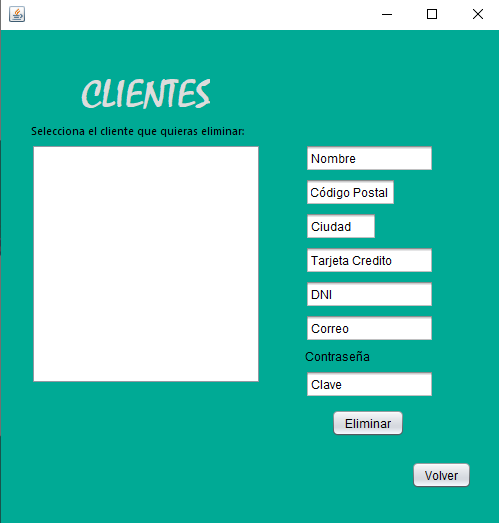 CLIENTES
Selecciona el cliente que quieras eliminar:
Nombre
Código Postal
Ciudad
Tarjeta Credito
DNI
Correo
Contraseña
Clave
Eliminar
Volver